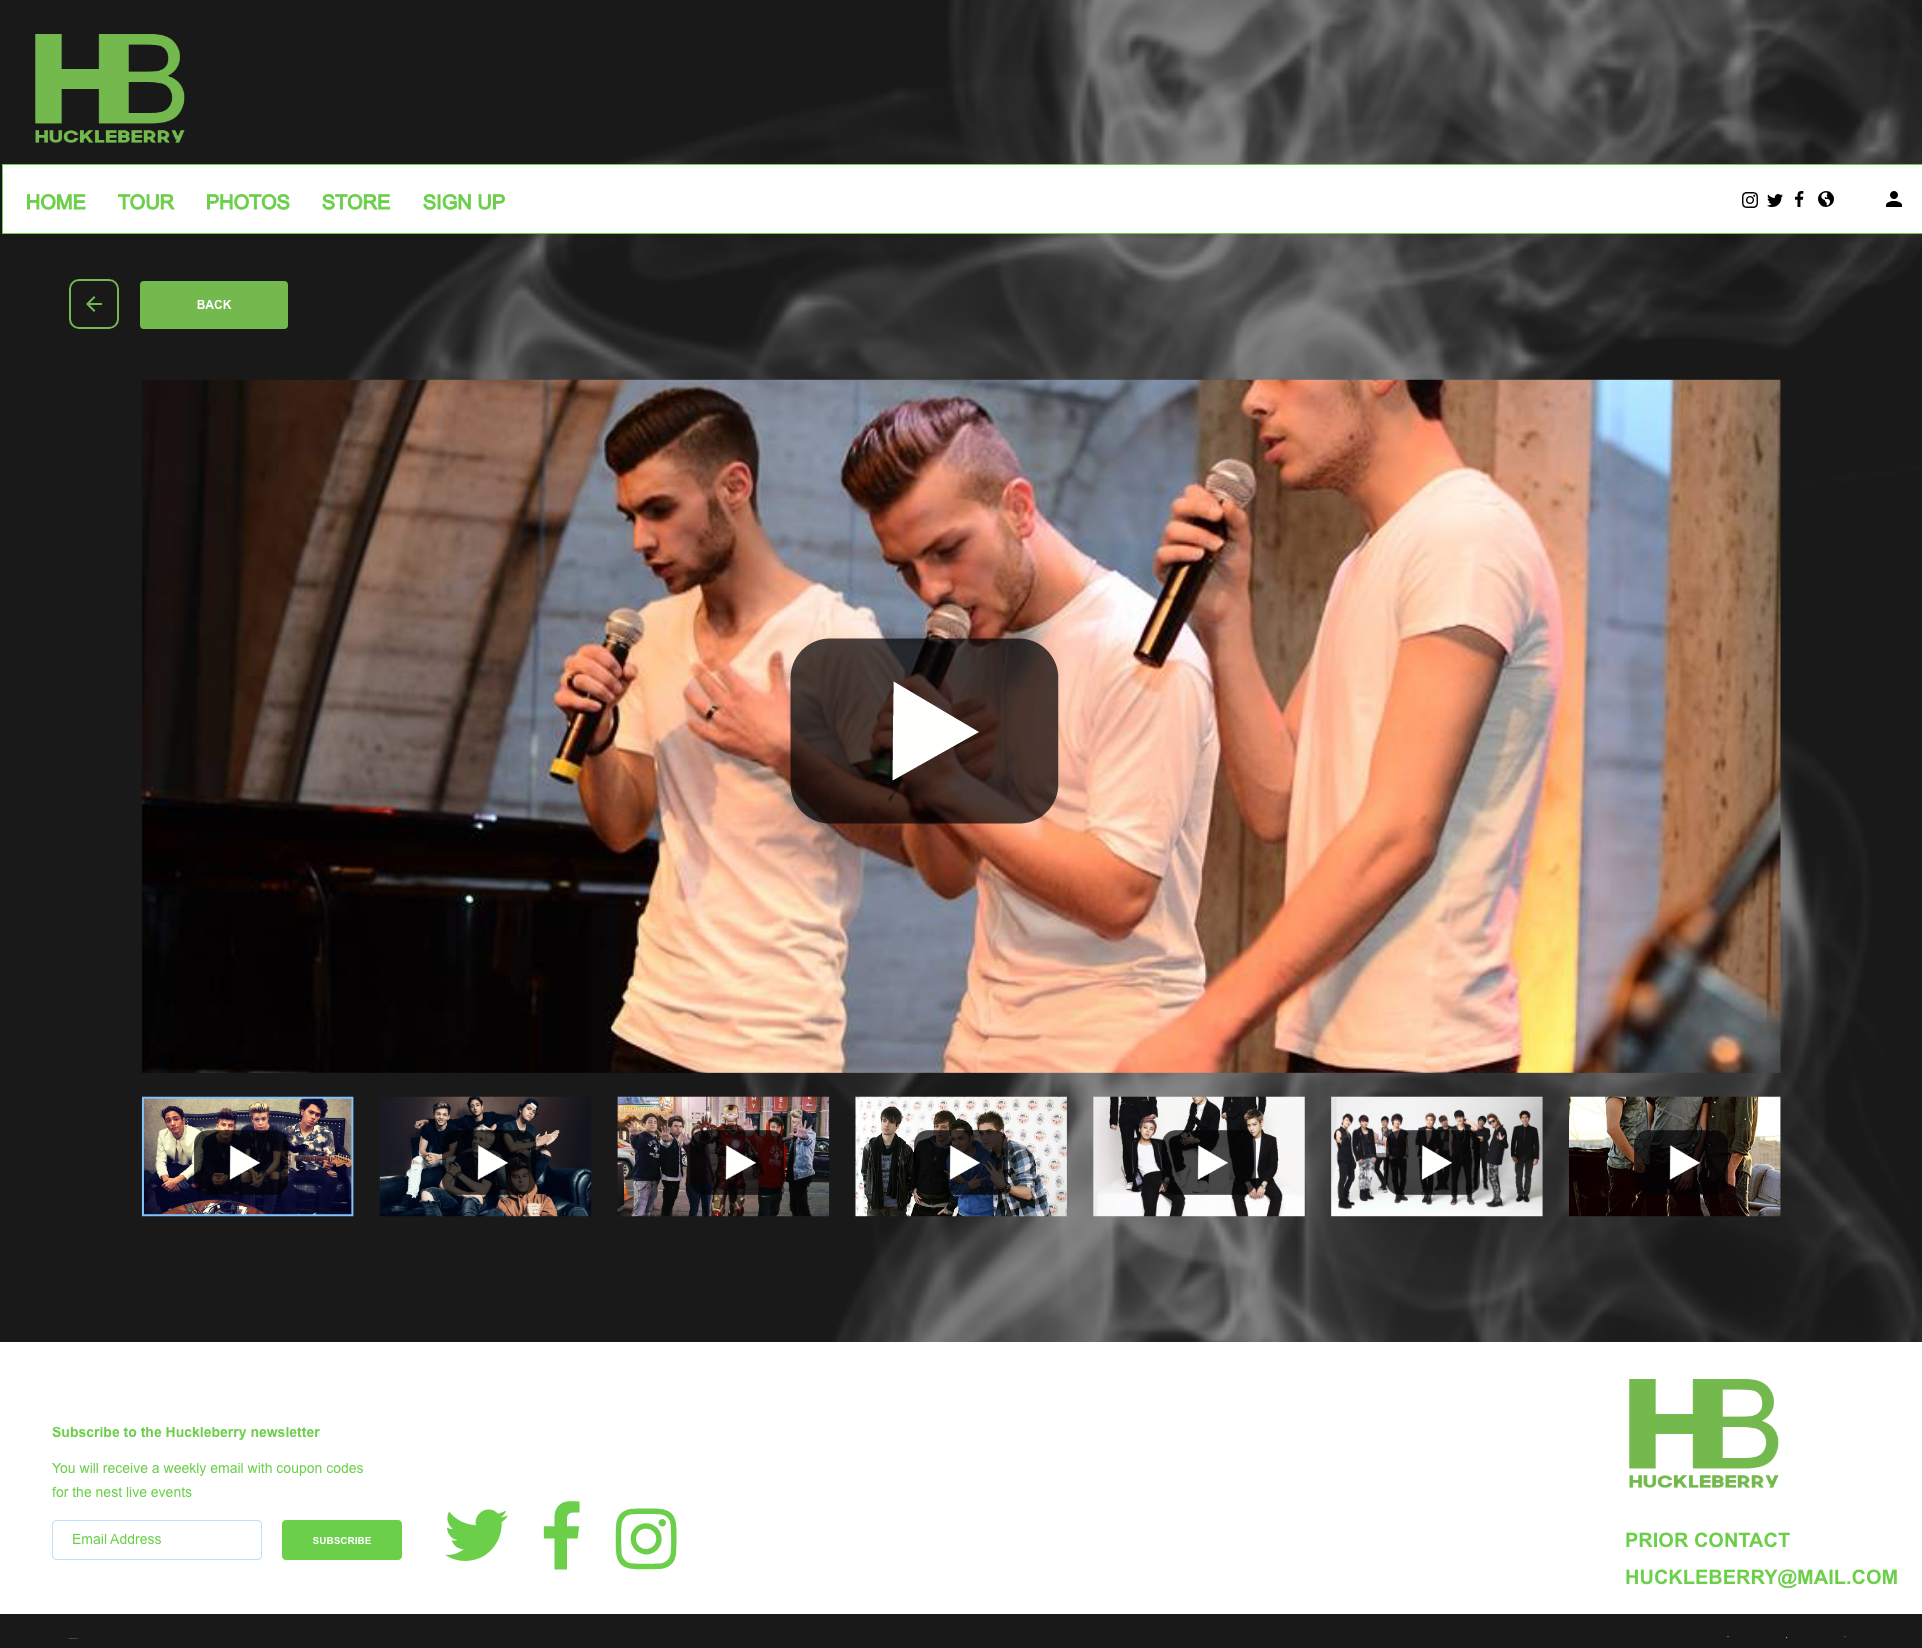 HB
HUCKLEBERRY
HOME TOUR PHOTOS STORE SIGN UP
BACK
Subscribe to the Huckleberry newsletter
You will receive a weekly email with coupon codes
for the nest live events
Email Address
SUBSCRIBE
HB
HUCKLEBERRY
PRIOR CONTACT
HUCKLEBERRY@MAIL.COM